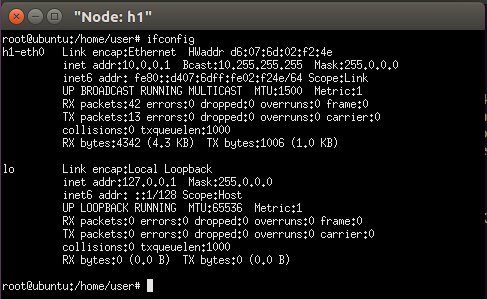 "Node: h1"
root@ubuntu:/home/user# ifconfig
h1-eth0   Link encap:Ethernet  HWaddr d6:07:6d:02:f2:4e
          inet addr:10.0.0.1  Bcast:10.255.255.255  Mask:255.0.0.0
          inet6 addr: fe80::d407:6dff:fe02:f24e/64 Scope:Link
          UP BROADCAST RUNNING MULTICAST  MTU:1500  Metric:1
          RX packets:42 errors:0 dropped:0 overruns:0 frame:0
          TX packets:13 errors:0 dropped:0 overruns:0 carrier:0
          collisions:0 txqueuelen:1000
          RX bytes:4342 (4.3 KB)  TX bytes:1006 (1.0 KB)
lo        Link encap:Local Loopback
          inet addr:127.0.0.1  Mask:255.0.0.0
          inet6 addr: ::1/128 Scope:Host
          UP LOOPBACK RUNNING  MTU:65536  Metric:1
          RX packets:0 errors:0 dropped:0 overruns:0 frame:0
          TX packets:0 errors:0 dropped:0 overruns:0 carrier:0
          collisions:0 txqueuelen:1000
          RX bytes:0 (0.0 B)  TX bytes:0 (0.0 B)
root@ubuntu:/home/user#